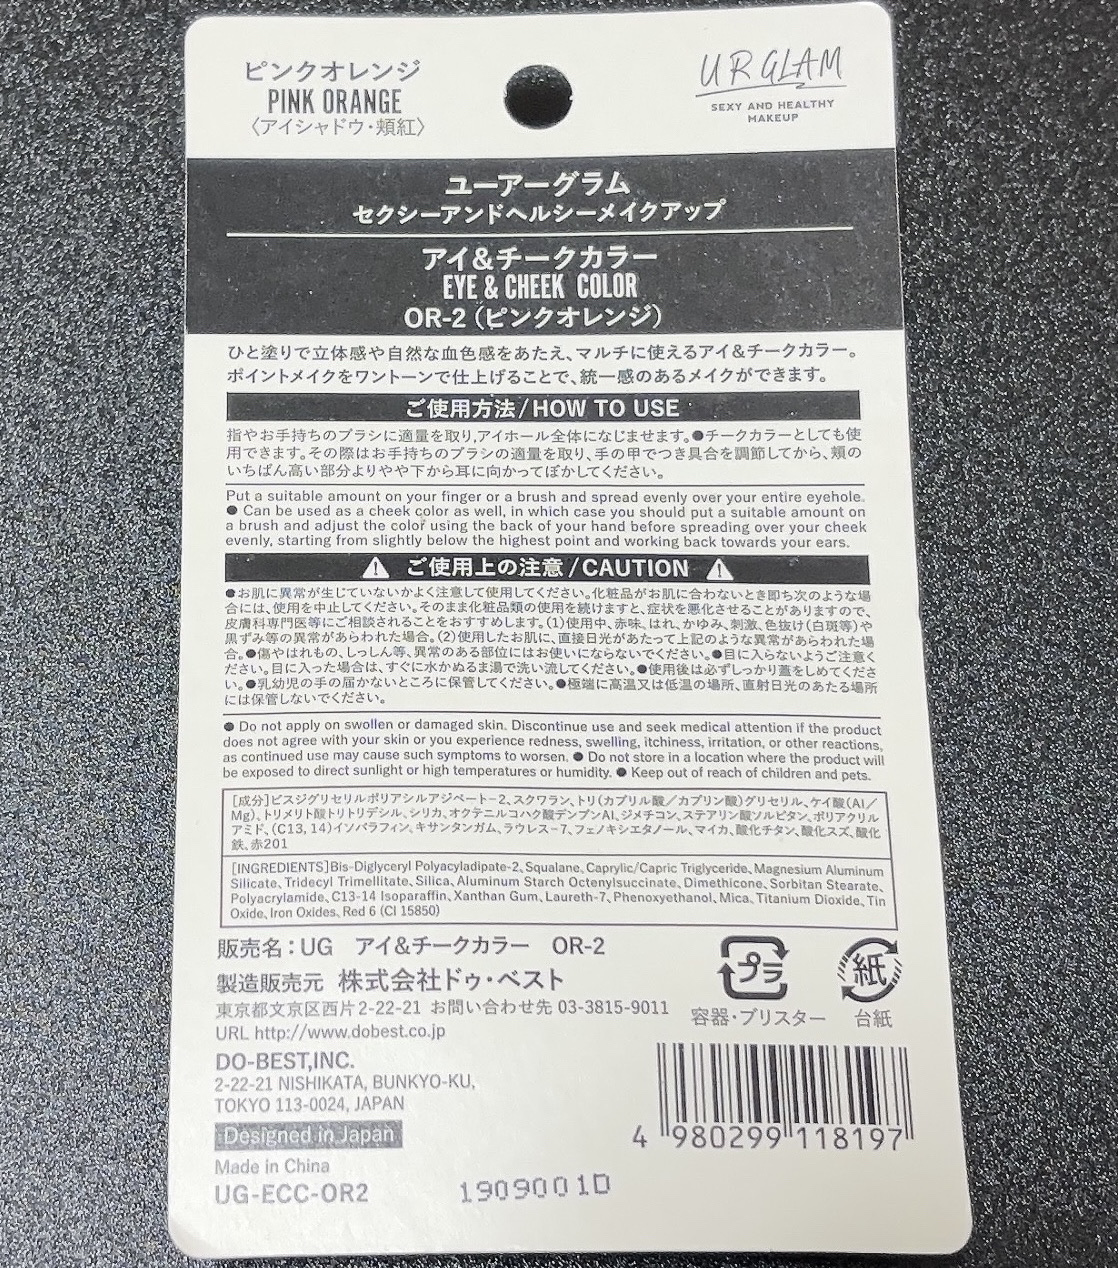 ピンクオレンジ
PINK ORANGE
〈アイシャドウ・頬紅〉
UR GLAM
SEXY AND HEALTHY
MAKEUP
ユーアーグラム
セクシーアンドヘルシーメイクアップ
アイ&チークカラー
EYE & CHEEK COLOR
OR-2（ピンクオレンジ）
ひと塗りで立体感や自然な血色感をあたえ、マルチに使えるアイ&チークカラー。
ポイントメイクをワントーンで仕上げることで、統一感のあるメイクができます。
ご使用方法/HOW TO USE
指やお手持ちのブラシに適量を取り,アイホール全体になじませます。●チークカラーとしても使
用できます。その際はお手持ちのブラシの適量を取り、手の甲でつき具合を調節してから、頬の
いちばん高い部分よりやや下から耳に向かってぼかしてください。
Put a suitable amount on your finger or a brush and spread evenly over your entire eyehole.
● Can be used as a cheek color as well, in which case you should put a suitable amount on
a brush and adjust the color using the back of your hand before spreading over your cheek
evenly, starting from slightly below the highest point and working back towards your ears.
ご使用上の注意/CAUTION
●お肌に異常が生じていないかよく注意して使用してください。化粧品がお肌に合わないとき即ち次のような場
合には、使用を中止してください。そのまま化粧品類の使用を続けますと、症状を悪化させることがありますので、
皮膚科専門医等にご相談されることをおすすめします。(1)使用中、赤味、はれ、かゆみ、刺激、色抜け(白斑等)や
黒ずみ等の異常があらわれた場合。(2)使用したお肌に、直接日光があたって上記のような異常があらわれた場
合。●傷やはれもの、しっしん等、異常のある部位にはお使いにならないでください。●目に入らないようご注意く
ださい。目に入った場合は、すぐに水かぬるま湯で洗い流してください。●使用後は必ずしっかり蓋をしめてくださ
い。●乳幼児の手の届かないところに保管してください。●極端に高温又は低温の場所、直射日光のあたる場所
には保管しないでください。
● Do not apply on swollen or damaged skin. Discontinue use and seek medical attention if the product
does not agree with your skin or you experience redness, swelling, itchiness, irritation, or other reactions,
as continued use may cause such symptoms to worsen. ● Do not store in a location where the product will
be exposed to direct sunlight or high temperatures or humidity. ● Keep out of reach of children and pets.
[成分]ビスジグリセリルポリアシルアジペート-2、スクワラン、トリ(カプリル酸／カプリン酸)グリセリル、ケイ酸(Al／
Mg)、トリメリト酸トリトリデシル、シリカ、オクテニルコハク酸デンプンAl、ジメチコン、ステアリン酸ソルビタン、ポリアクリル
アミド、(C13,14)イソパラフィン、キサンタンガム、ラウレス-7、フェノキシエタノール、マイカ、酸化チタン、酸化スズ、酸化
鉄、赤201
[INGREDIENTS]Bis-Diglyceryl Polyacyladipate-2、Squalane、Caprylic/Capric Triglyceride、Magnesium Aluminum
Silicate、Tridecyl Trimellitate、Silica、Aluminum Starch Octenylsuccinate、Dimethicone、Sorbitan Stearate、
Polyacrylamide、C13-14 Isoparaffin、Xanthan Gum、Laureth-7、Phenoxyethanol、Mica、Titanium Dioxide、Tin
Oxide、Iron Oxides、Red 6 (CI 15850)
販売名：UG アイ&チークカラー OR-2
製造販売元 株式会社ドゥ・ベスト
東京都文京区西片2-22-21 お問い合わせ先 03-3815-9011
URL http://www.dobest.co.jp
プラ
容器・ブリスター
紙
台紙
DO-BEST,INC.
2-22-21 NISHIKATA, BUNKYO-KU,
TOKYO 113-0024, JAPAN
Designed in Japan
Made in China
UG-ECC-OR2
1909001D
4 980299 118197